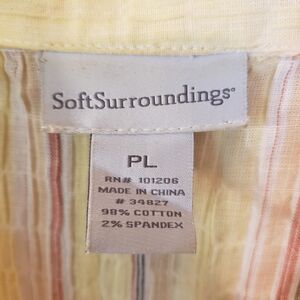 SoftSurroundings®
PL
RN# 101206
MADE IN CHINA
# 34827
98% COTTON
2% SPANDEX